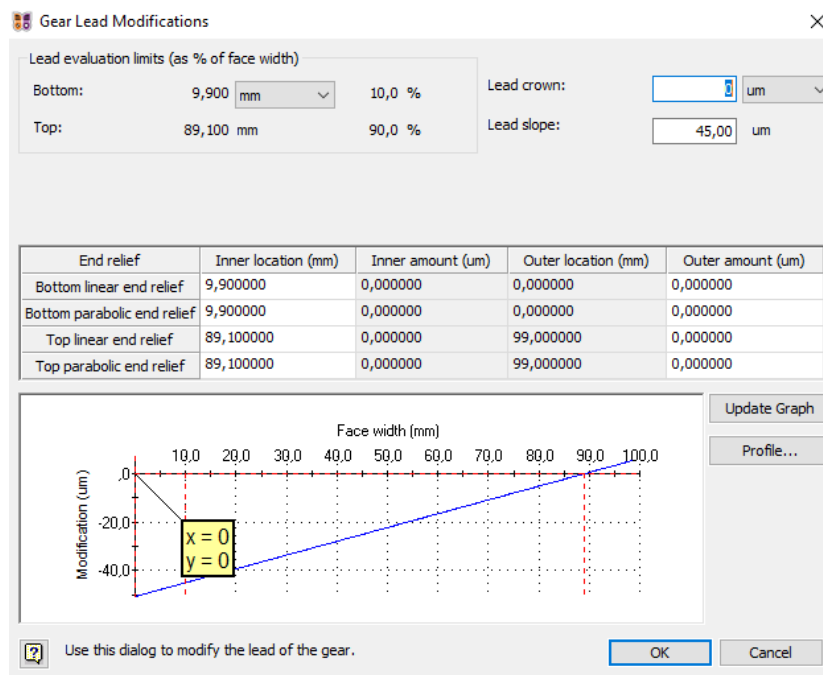 Gear Lead Modifications
Lead evaluation limits (as % of face width)
Bottom: 9,900 mm 10,0 %
Top: 89,100 mm 90,0 %
Lead crown: 0 um
Lead slope: 45,00 um
End relief Inner location (mm) Inner amount (um) Outer location (mm) Outer amount (um)
Bottom linear end relief 9,900000 0,000000 0,000000 0,000000
Bottom parabolic end relief 9,900000 0,000000 0,000000 0,000000
Top linear end relief 89,100000 0,000000 99,000000 0,000000
Top parabolic end relief 89,100000 0,000000 99,000000 0,000000
Update Graph
Profile...
Face width (mm)
10,0 20,0 30,0 40,0 50,0 60,0 70,0 80,0 90,0 100,0
Modification (um)
,0
-20,0
-40,0
x = 0
y = 0
Use this dialog to modify the lead of the gear.
OK
Cancel